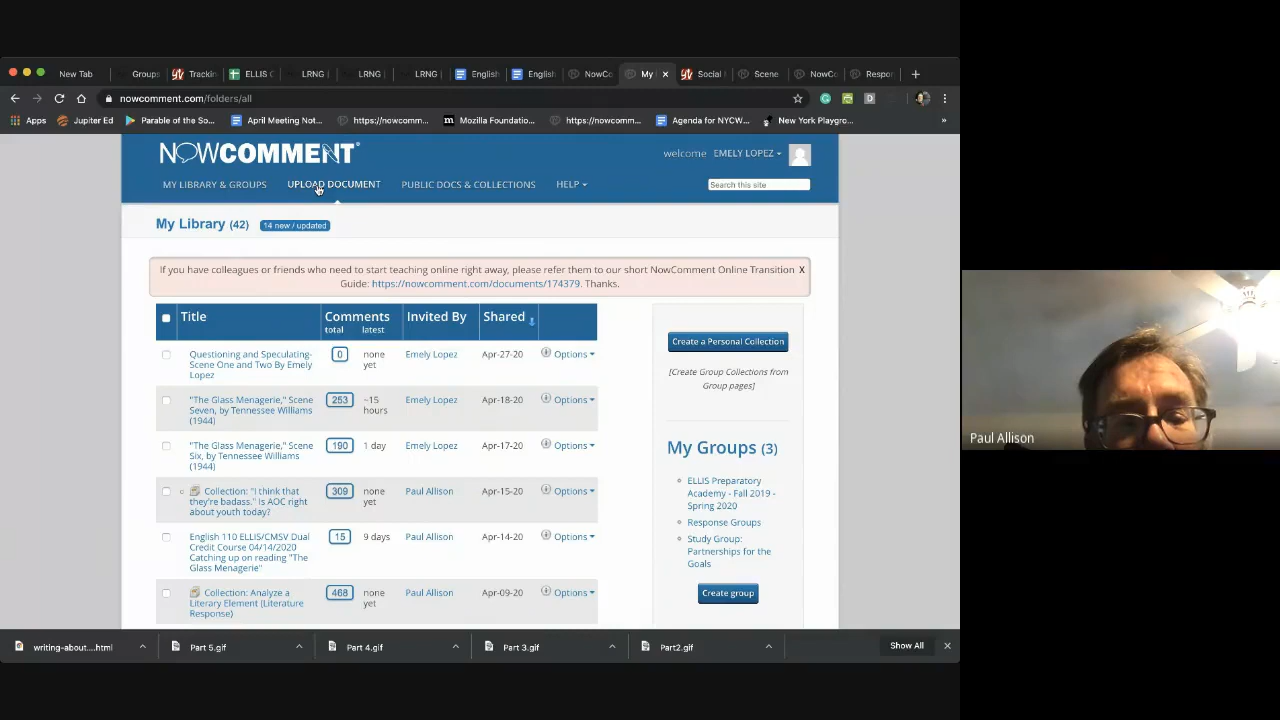 New Tab
Groups
Trackin
ELLIS C
LRNG
LRNG
LRNG
English
English
NowCo
My
Social
Scene
NowCo
Respor
nowcomment.com/folders/all
Apps
Jupiter Ed
Parable of the So...
April Meeting Not...
https://nowcomm...
Mozilla Foundatio...
https://nowcomm...
Agenda for NYCW...
New York Playgro...
»
NOWCOMMENT®
welcome EMELY LOPEZ
MY LIBRARY & GROUPS
UPLOAD DOCUMENT
PUBLIC DOCS & COLLECTIONS
HELP
Search this site
My Library (42)
14 new / updated
If you have colleagues or friends who need to start teaching online right away, please refer them to our short NowComment Online Transition
Guide: https://nowcomment.com/documents/174379. Thanks.
X
Title
Comments
total latest
Invited By
Shared
Questioning and Speculating-
Scene One and Two By Emely
Lopez
0
none
yet
Emely Lopez
Apr-27-20
Options
"The Glass Menagerie," Scene
Seven, by Tennessee Williams
(1944)
253
~15
hours
Emely Lopez
Apr-18-20
Options
"The Glass Menagerie," Scene
Six, by Tennessee Williams
(1944)
190
1 day
Emely Lopez
Apr-17-20
Options
Collection: "I think that
they're badass." Is AOC right
about youth today?
309
none
yet
Paul Allison
Apr-15-20
Options
English 110 ELLIS/CMSV Dual
Credit Course 04/14/2020
Catching up on reading "The
Glass Menagerie"
15
9 days
Paul Allison
Apr-14-20
Options
Collection: Analyze a
Literary Element (Literature
Response)
468
none
yet
Paul Allison
Apr-09-20
Options
Create a Personal Collection
[Create Group Collections from
Group pages]
My Groups (3)
ELLIS Preparatory
Academy - Fall 2019 -
Spring 2020
Response Groups
Study Group:
Partnerships for the
Goals
Create group
writing-about....html
Part 5.gif
Part 4.gif
Part 3.gif
Part2.gif
Show All
Paul Allison